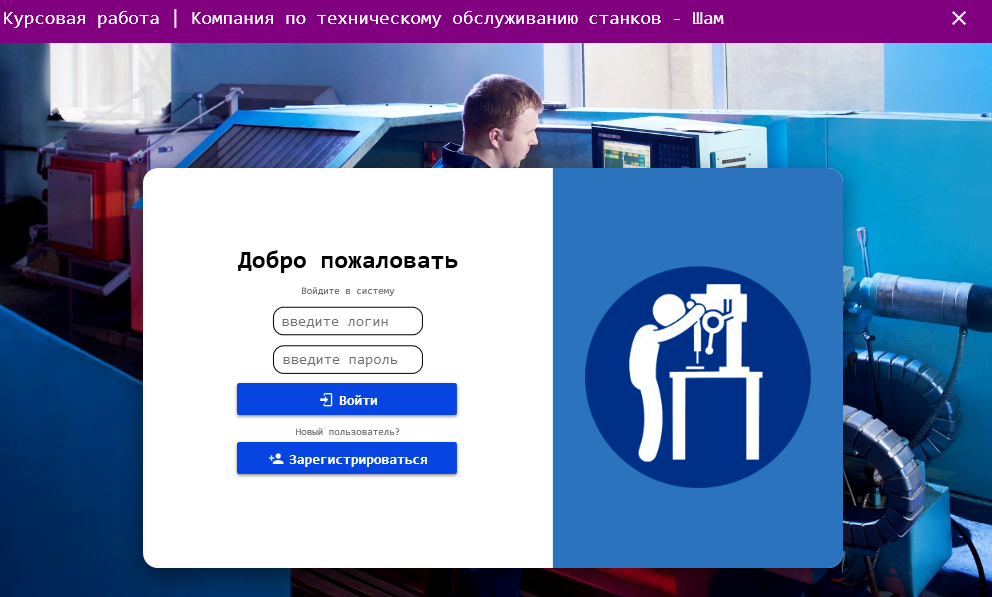 Курсовая работа | Компания по техническому обслуживанию станков - Шам
Добро пожаловать
Войдите в систему
введите логин
введите пароль
Войти
Новый пользователь?
Зарегистрироваться